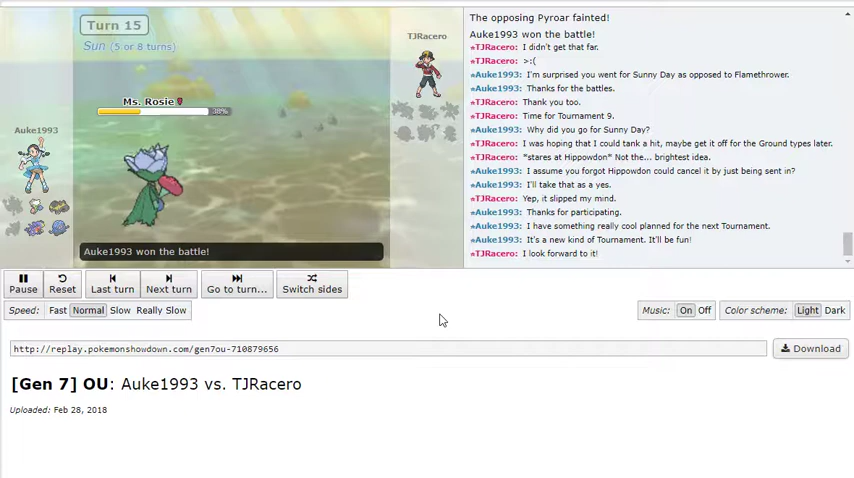 Turn 15
Sun (5 or 8 turns)
Ms. Rosie
38%
Auke1993
TJRacero
Auke1993 won the battle!
The opposing Pyroar fainted!
Auke1993 won the battle!
☆TJRacero: I didn't get that far.
☆TJRacero: >:(
☆Auke1993: I'm surprised you went for Sunny Day as opposed to Flamethrower.
☆Auke1993: Thanks for the battles.
☆TJRacero: Thank you too.
☆TJRacero: Time for Tournament 9.
☆Auke1993: Why did you go for Sunny Day?
☆TJRacero: I was hoping that I could tank a hit, maybe get it off for the Ground types later.
☆TJRacero: *stares at Hippowdon* Not the... brightest idea.
☆Auke1993: I assume you forgot Hippowdon could cancel it by just being sent in?
☆Auke1993: I'll take that as a yes.
☆TJRacero: Yep, it slipped my mind.
☆Auke1993: Thanks for participating.
☆Auke1993: I have something really cool planned for the next Tournament.
☆Auke1993: It's a new kind of Tournament. It'll be fun!
☆TJRacero: I look forward to it!
Pause Reset Last turn Next turn Go to turn... Switch sides
Speed: Fast Normal Slow Really Slow
Music: On Off
Color scheme: Light Dark
http://replay.pokemonshowdown.com/gen7ou-710879656
Download
[Gen 7] OU: Auke1993 vs. TJRacero
Uploaded: Feb 28, 2018